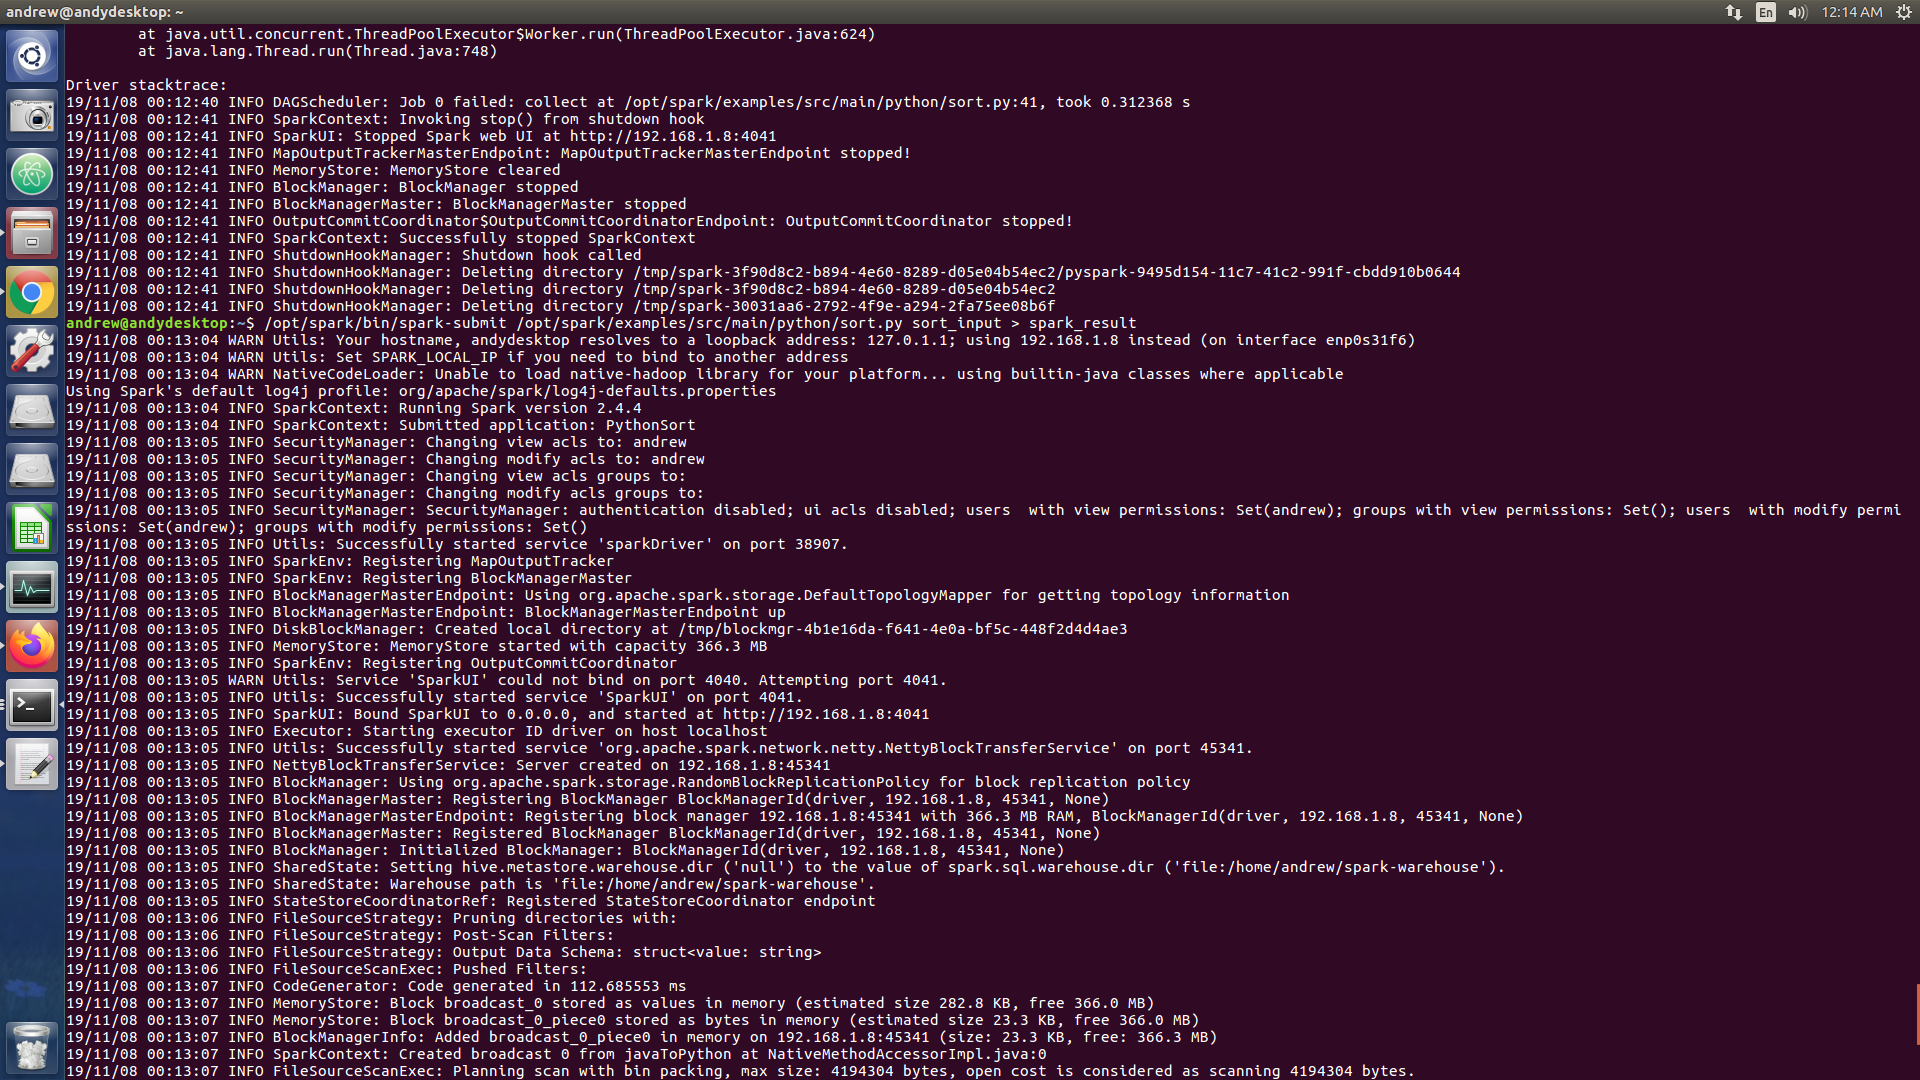 andrew@andydesktop: ~
En
12:14 AM
        at java.util.concurrent.ThreadPoolExecutor$Worker.run(ThreadPoolExecutor.java:624)
        at java.lang.Thread.run(Thread.java:748)
Driver stacktrace:
19/11/08 00:12:40 INFO DAGScheduler: Job 0 failed: collect at /opt/spark/examples/src/main/python/sort.py:41, took 0.312368 s
19/11/08 00:12:41 INFO SparkContext: Invoking stop() from shutdown hook
19/11/08 00:12:41 INFO SparkUI: Stopped Spark web UI at http://192.168.1.8:4041
19/11/08 00:12:41 INFO MapOutputTrackerMasterEndpoint: MapOutputTrackerMasterEndpoint stopped!
19/11/08 00:12:41 INFO MemoryStore: MemoryStore cleared
19/11/08 00:12:41 INFO BlockManager: BlockManager stopped
19/11/08 00:12:41 INFO BlockManagerMaster: BlockManagerMaster stopped
19/11/08 00:12:41 INFO OutputCommitCoordinator$OutputCommitCoordinatorEndpoint: OutputCommitCoordinator stopped!
19/11/08 00:12:41 INFO SparkContext: Successfully stopped SparkContext
19/11/08 00:12:41 INFO ShutdownHookManager: Shutdown hook called
19/11/08 00:12:41 INFO ShutdownHookManager: Deleting directory /tmp/spark-3f90d8c2-b894-4e60-8289-d05e04b54ec2/pyspark-9495d154-11c7-41c2-991f-cbdd910b0644
19/11/08 00:12:41 INFO ShutdownHookManager: Deleting directory /tmp/spark-3f90d8c2-b894-4e60-8289-d05e04b54ec2
19/11/08 00:12:41 INFO ShutdownHookManager: Deleting directory /tmp/spark-30031aa6-2792-4f9e-a294-2fa75ee08b6f
andrew@andydesktop:~$ /opt/spark/bin/spark-submit /opt/spark/examples/src/main/python/sort.py sort_input > spark_result
19/11/08 00:13:04 WARN Utils: Your hostname, andydesktop resolves to a loopback address: 127.0.1.1; using 192.168.1.8 instead (on interface enp0s31f6)
19/11/08 00:13:04 WARN Utils: Set SPARK_LOCAL_IP if you need to bind to another address
19/11/08 00:13:04 WARN NativeCodeLoader: Unable to load native-hadoop library for your platform... using builtin-java classes where applicable
Using Spark's default log4j profile: org/apache/spark/log4j-defaults.properties
19/11/08 00:13:04 INFO SparkContext: Running Spark version 2.4.4
19/11/08 00:13:04 INFO SparkContext: Submitted application: PythonSort
19/11/08 00:13:05 INFO SecurityManager: Changing view acls to: andrew
19/11/08 00:13:05 INFO SecurityManager: Changing modify acls to: andrew
19/11/08 00:13:05 INFO SecurityManager: Changing view acls groups to:
19/11/08 00:13:05 INFO SecurityManager: Changing modify acls groups to:
19/11/08 00:13:05 INFO SecurityManager: SecurityManager: authentication disabled; ui acls disabled; users  with view permissions: Set(andrew); groups with view permissions: Set(); users  with modify permi
ssions: Set(andrew); groups with modify permissions: Set()
19/11/08 00:13:05 INFO Utils: Successfully started service 'sparkDriver' on port 38907.
19/11/08 00:13:05 INFO SparkEnv: Registering MapOutputTracker
19/11/08 00:13:05 INFO SparkEnv: Registering BlockManagerMaster
19/11/08 00:13:05 INFO BlockManagerMasterEndpoint: Using org.apache.spark.storage.DefaultTopologyMapper for getting topology information
19/11/08 00:13:05 INFO BlockManagerMasterEndpoint: BlockManagerMasterEndpoint up
19/11/08 00:13:05 INFO DiskBlockManager: Created local directory at /tmp/blockmgr-4b1e16da-f641-4e0a-bf5c-448f2d4d4ae3
19/11/08 00:13:05 INFO MemoryStore: MemoryStore started with capacity 366.3 MB
19/11/08 00:13:05 INFO SparkEnv: Registering OutputCommitCoordinator
19/11/08 00:13:05 WARN Utils: Service 'SparkUI' could not bind on port 4040. Attempting port 4041.
19/11/08 00:13:05 INFO Utils: Successfully started service 'SparkUI' on port 4041.
19/11/08 00:13:05 INFO SparkUI: Bound SparkUI to 0.0.0.0, and started at http://192.168.1.8:4041
19/11/08 00:13:05 INFO Executor: Starting executor ID driver on host localhost
19/11/08 00:13:05 INFO Utils: Successfully started service 'org.apache.spark.network.netty.NettyBlockTransferService' on port 45341.
19/11/08 00:13:05 INFO NettyBlockTransferService: Server created on 192.168.1.8:45341
19/11/08 00:13:05 INFO BlockManager: Using org.apache.spark.storage.RandomBlockReplicationPolicy for block replication policy
19/11/08 00:13:05 INFO BlockManagerMaster: Registering BlockManager BlockManagerId(driver, 192.168.1.8, 45341, None)
19/11/08 00:13:05 INFO BlockManagerMasterEndpoint: Registering block manager 192.168.1.8:45341 with 366.3 MB RAM, BlockManagerId(driver, 192.168.1.8, 45341, None)
19/11/08 00:13:05 INFO BlockManagerMaster: Registered BlockManager BlockManagerId(driver, 192.168.1.8, 45341, None)
19/11/08 00:13:05 INFO BlockManager: Initialized BlockManager: BlockManagerId(driver, 192.168.1.8, 45341, None)
19/11/08 00:13:05 INFO SharedState: Setting hive.metastore.warehouse.dir ('null') to the value of spark.sql.warehouse.dir ('file:/home/andrew/spark-warehouse').
19/11/08 00:13:05 INFO SharedState: Warehouse path is 'file:/home/andrew/spark-warehouse'.
19/11/08 00:13:05 INFO StateStoreCoordinatorRef: Registered StateStoreCoordinator endpoint
19/11/08 00:13:06 INFO FileSourceStrategy: Pruning directories with:
19/11/08 00:13:06 INFO FileSourceStrategy: Post-Scan Filters:
19/11/08 00:13:06 INFO FileSourceStrategy: Output Data Schema: struct<value: string>
19/11/08 00:13:06 INFO FileSourceScanExec: Pushed Filters:
19/11/08 00:13:07 INFO CodeGenerator: Code generated in 112.685553 ms
19/11/08 00:13:07 INFO MemoryStore: Block broadcast_0 stored as values in memory (estimated size 282.8 KB, free 366.0 MB)
19/11/08 00:13:07 INFO MemoryStore: Block broadcast_0_piece0 stored as bytes in memory (estimated size 23.3 KB, free 366.0 MB)
19/11/08 00:13:07 INFO BlockManagerInfo: Added broadcast_0_piece0 in memory on 192.168.1.8:45341 (size: 23.3 KB, free: 366.3 MB)
19/11/08 00:13:07 INFO SparkContext: Created broadcast 0 from javaToPython at NativeMethodAccessorImpl.java:0
19/11/08 00:13:07 INFO FileSourceScanExec: Planning scan with bin packing, max size: 4194304 bytes, open cost is considered as scanning 4194304 bytes.